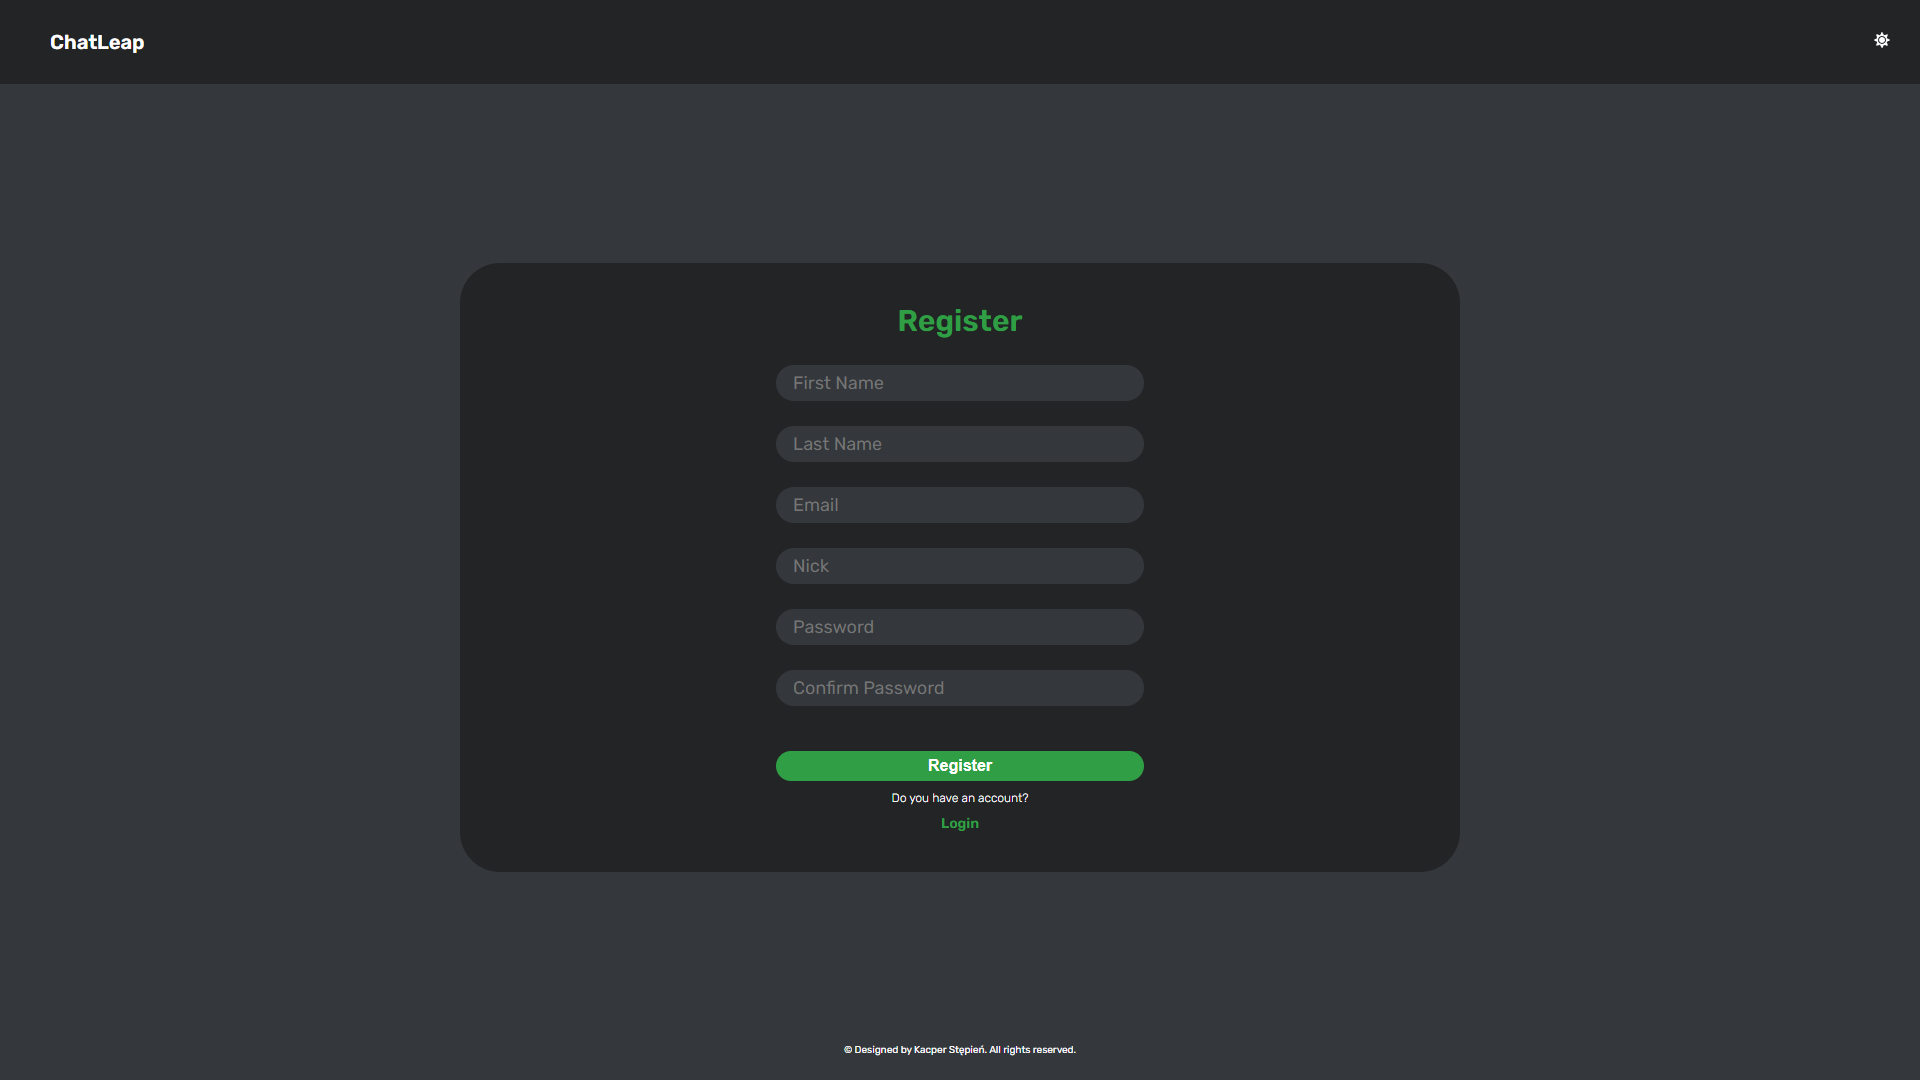 ChatLeap
Register
First Name
Last Name
Email
Nick
Password
Confirm Password
Register
Do you have an account?
Login
© Designed by Kacper Stępień. All rights reserved.